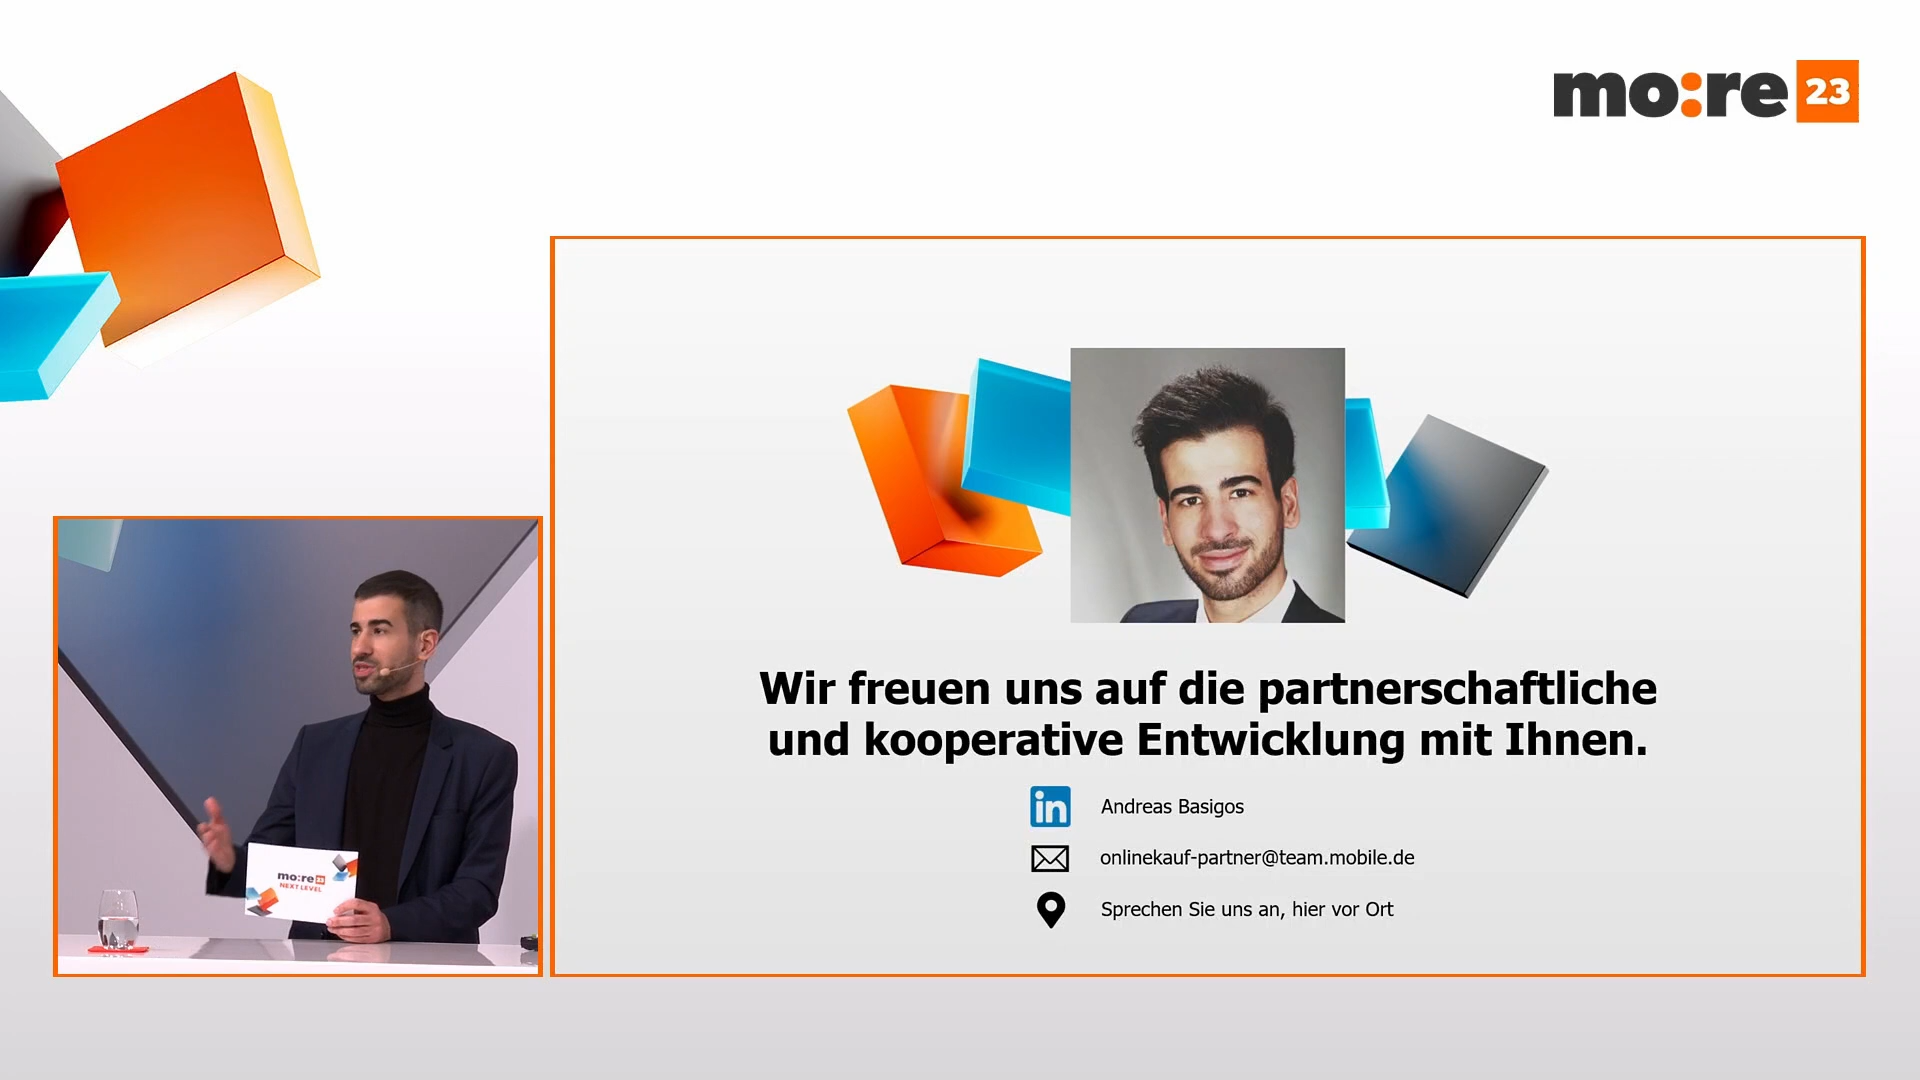 mo:re 23
Wir freuen uns auf die partnerschaftliche
und kooperative Entwicklung mit Ihnen.
in Andreas Basigos
onlinekauf-partner@team.mobile.de
Sprechen Sie uns an, hier vor Ort
mo:re 23
NEXT LEVEL